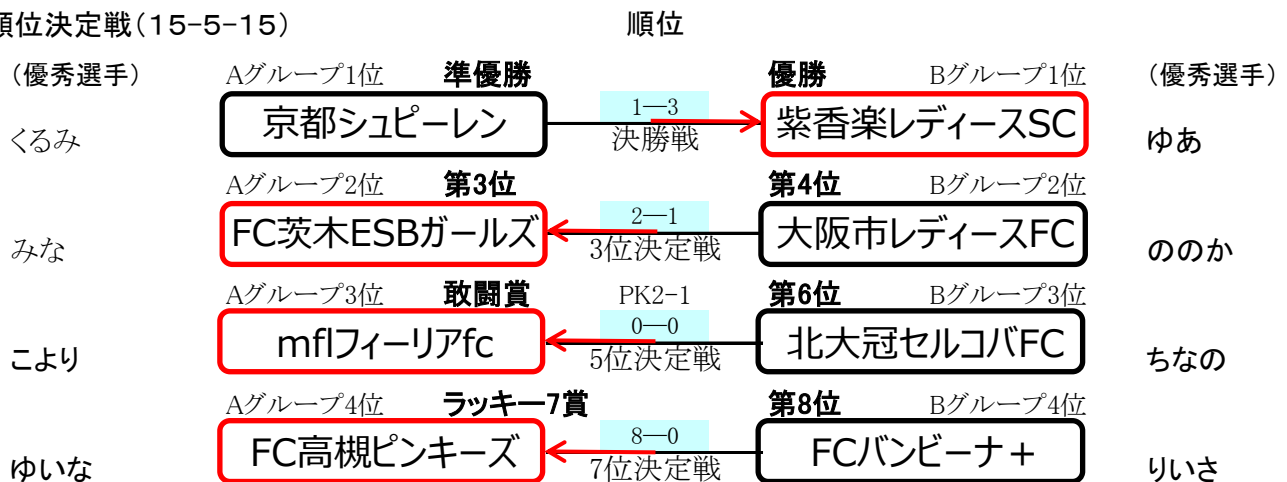 順位決定戦(15-5-15) 順位
(優秀選手) Aグループ1位 準優勝 優勝 Bグループ1位 (優秀選手)
くるみ 京都シュピーレン 1―3 紫香楽レディースSC ゆあ
決勝戦
Aグループ2位 第3位 第4位 Bグループ2位
みな FC茨木ESBガールズ 2―1 大阪市レディースFC ののか
3位決定戦
Aグループ3位 敢闘賞 PK2-1 第6位 Bグループ3位
こより mflフィーリアfc 0―0 北大冠セルコバFC ちなの
5位決定戦
Aグループ4位 ラッキー7賞 第8位 Bグループ4位
ゆいな FC高槻ピンキーズ 8―0 FCバンビーナ+ りいさ
7位決定戦